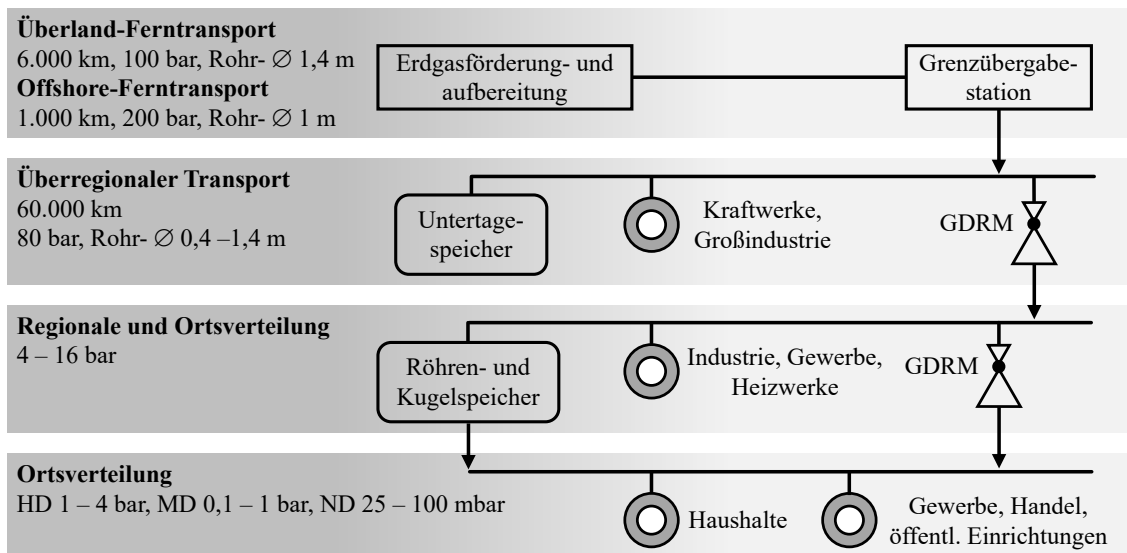 Überland-Ferntransport
6.000 km, 100 bar, Rohr- ∅ 1,4 m
Offshore-Ferntransport
1.000 km, 200 bar, Rohr- ∅ 1 m
Erdgasförderung- und
aufbereitung
Grenzübergabe-
station
Überregionaler Transport
60.000 km
80 bar, Rohr- ∅ 0,4 –1,4 m
Untertage-
speicher
Kraftwerke,
Großindustrie
GDRM
Regionale und Ortsverteilung
4 – 16 bar
Röhren- und
Kugelspeicher
Industrie, Gewerbe,
Heizwerke
GDRM
Ortsverteilung
HD 1 – 4 bar, MD 0,1 – 1 bar, ND 25 – 100 mbar
Haushalte
Gewerbe, Handel,
öffentl. Einrichtungen